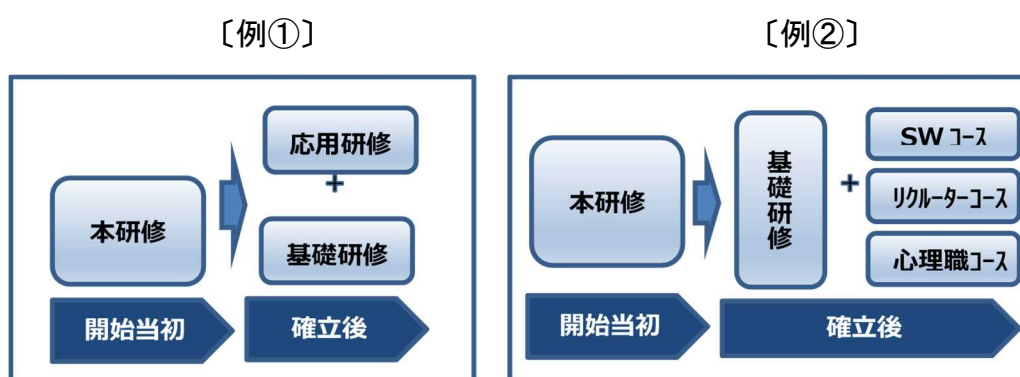 〔例①〕
応用研修
+
本研修
基礎研修
開始当初
確立後
〔例②〕
本研修
基礎研修
+
SW コース
リクルーターコース
心理職コース
開始当初
確立後